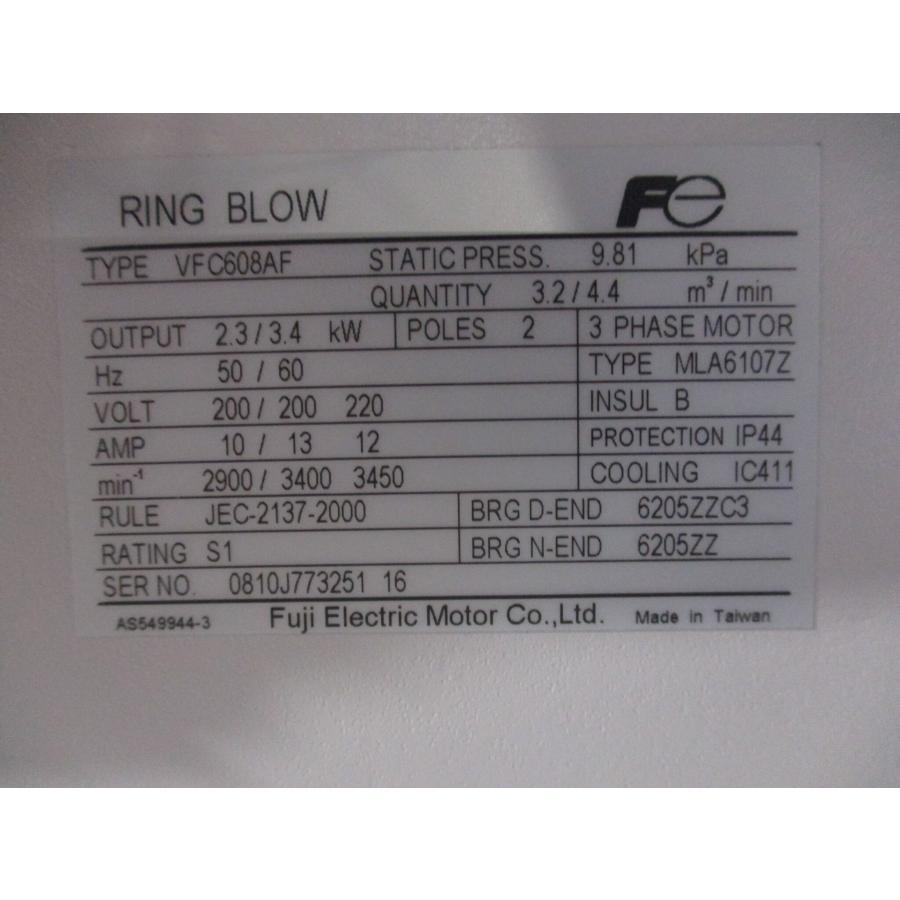 RING BLOW Fe
TYPE VFC608AF STATIC PRESS. 9.81 kPa
QUANTITY 3.2 / 4.4 m³ / min
OUTPUT 2.3 / 3.4 kW POLES 2 3 PHASE MOTOR
Hz 50 / 60 TYPE MLA6107Z
VOLT 200 / 200 220 INSUL B
AMP 10 / 13 12 PROTECTION IP44
min⁻¹ 2900 / 3400 3450 COOLING IC411
RULE JEC-2137-2000 BRG D-END 6205ZZC3
RATING S1 BRG N-END 6205ZZ
SER NO. 0810J773251 16
AS549944-3 Fuji Electric Motor Co.,Ltd. Made in Taiwan